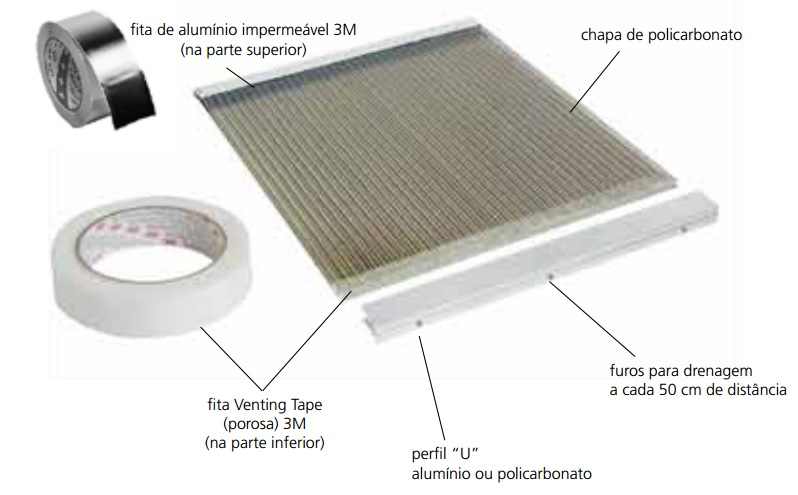 fita de alumínio impermeável 3M
(na parte superior)
chapa de policarbonato
furos para drenagem
a cada 50 cm de distância
fita Venting Tape
(porosa) 3M
(na parte inferior)
perfil “U”
alumínio ou policarbonato